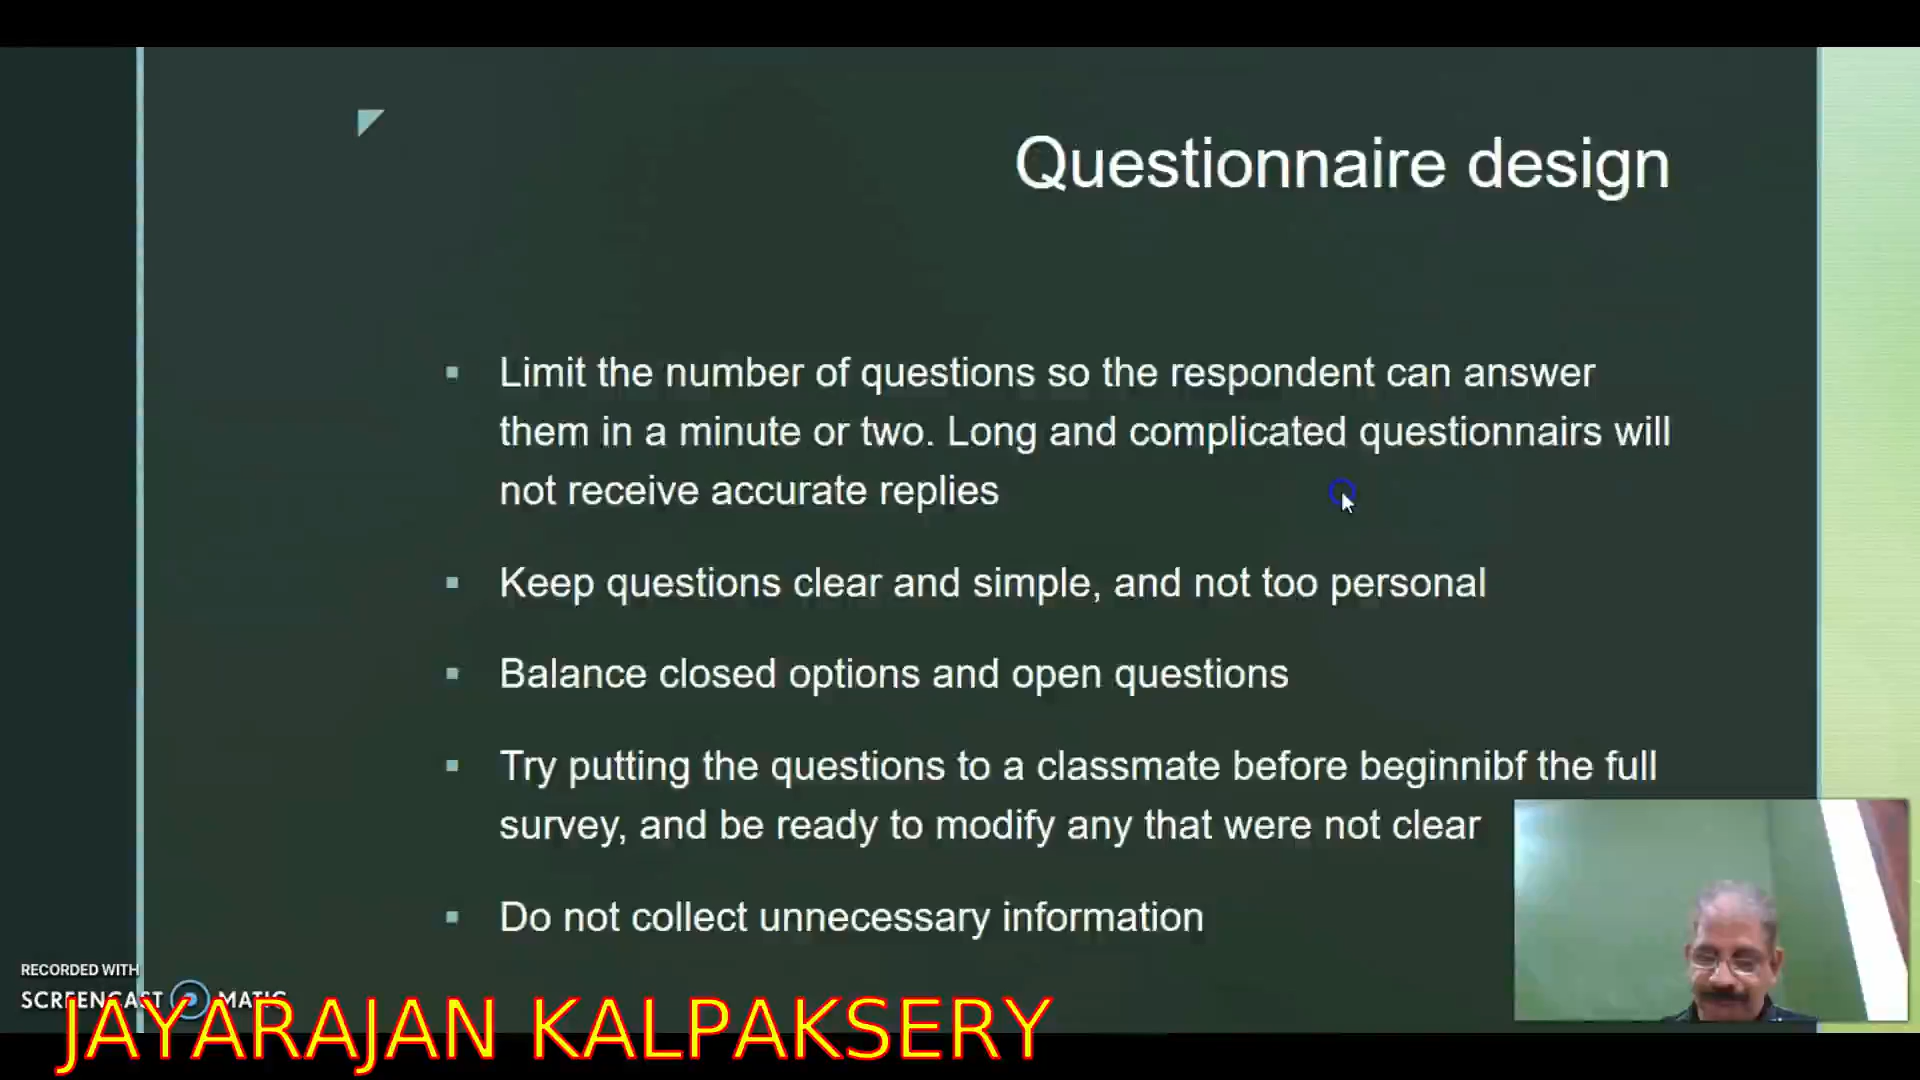 Questionnaire design
Limit the number of questions so the respondent can answer
them in a minute or two. Long and complicated questionnairs will
not receive accurate replies
Keep questions clear and simple, and not too personal
Balance closed options and open questions
Try putting the questions to a classmate before beginnibf the full
survey, and be ready to modify any that were not clear
Do not collect unnecessary information
RECORDED WITH
SCREENCAST MATIC
JAYARAJAN KALPAKSERY